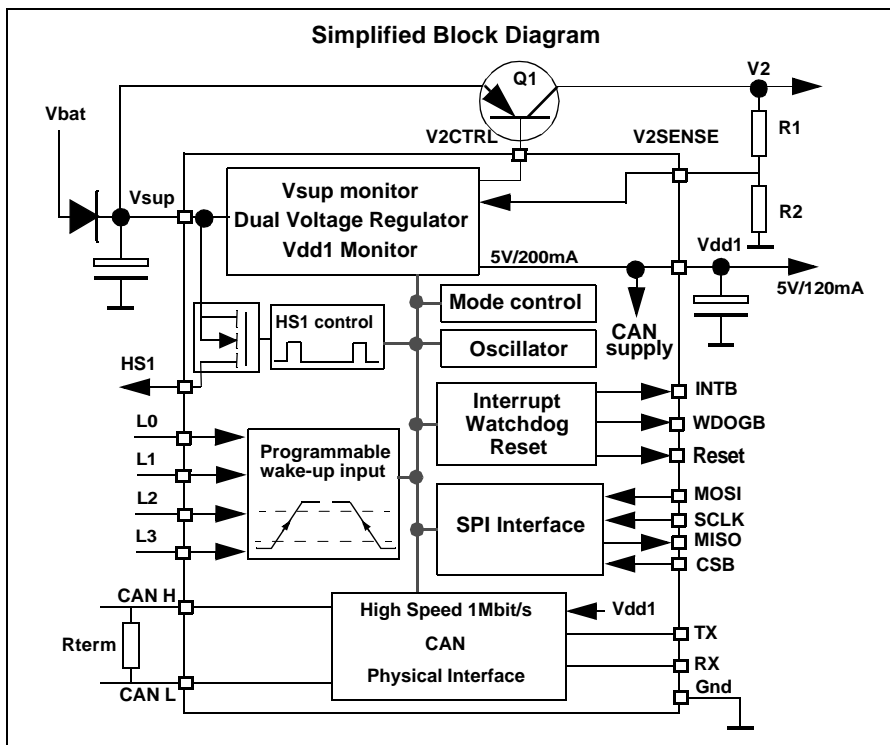 Simplified Block Diagram
Q1
V2
Vbat
R1
V2CTRL
V2SENSE
Vsup
Vsup monitor
Dual Voltage Regulator
Vdd1 Monitor
R2
5V/200mA
Vdd1
5V/120mA
Mode control
CAN
supply
HS1 control
Oscillator
HS1
Interrupt
Watchdog
Reset
INTB
WDOGB
Reset
L0
L1
L2
L3
Programmable
wake-up input
SPI Interface
MOSI
SCLK
MISO
CSB
CAN H
Rterm
CAN L
High Speed 1Mbit/s
CAN
Physical Interface
Vdd1
TX
RX
Gnd